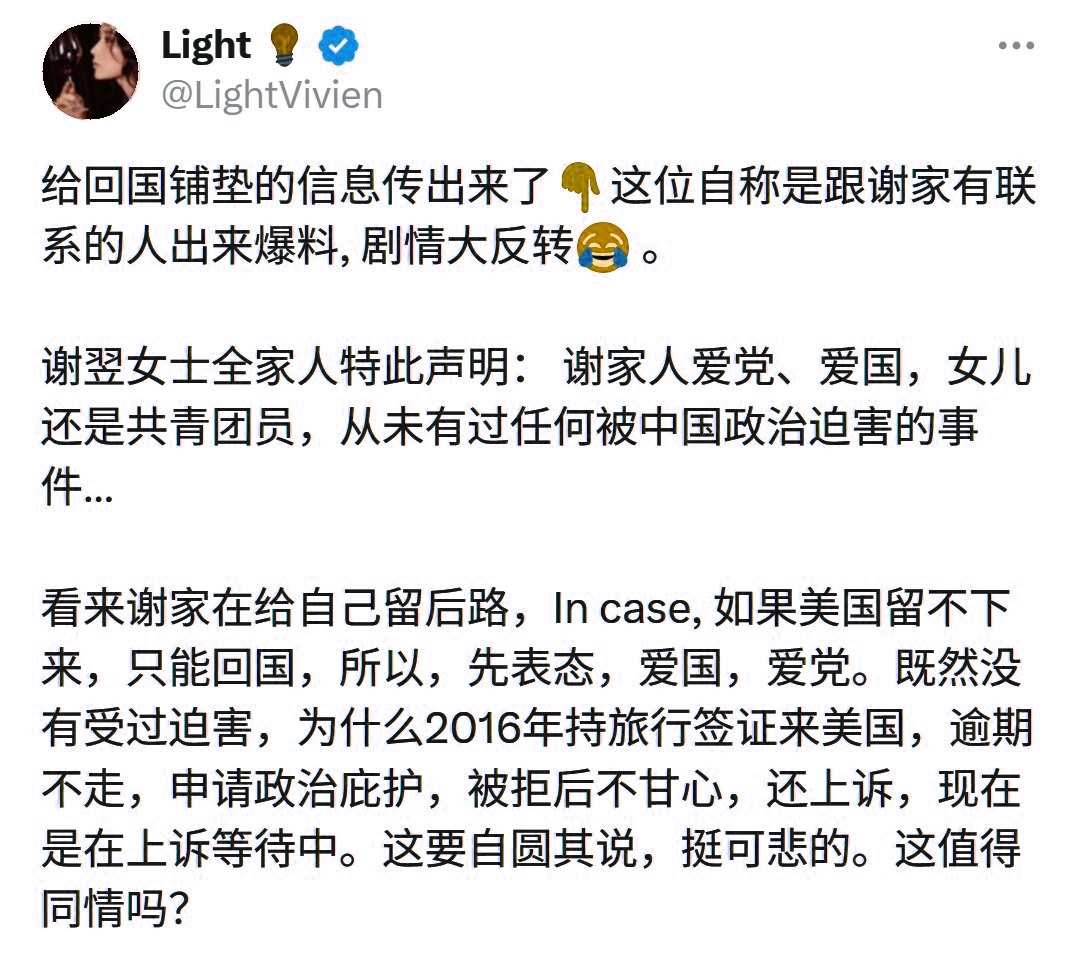 Light 💡
@LightVivien
给回国铺垫的信息传出来了👇这位自称是跟谢家有联
系的人出来爆料, 剧情大反转😂 。
谢翌女士全家人特此声明： 谢家人爱党、爱国，女儿
还是共青团员，从未有过任何被中国政治迫害的事
件...
看来谢家在给自己留后路，In case, 如果美国留不下
来，只能回国，所以，先表态，爱国，爱党。既然没
有受过迫害，为什么2016年持旅行签证来美国，逾期
不走，申请政治庇护，被拒后不甘心，还上诉，现在
是在上诉等待中。这要自圆其说，挺可悲的。这值得
同情吗？